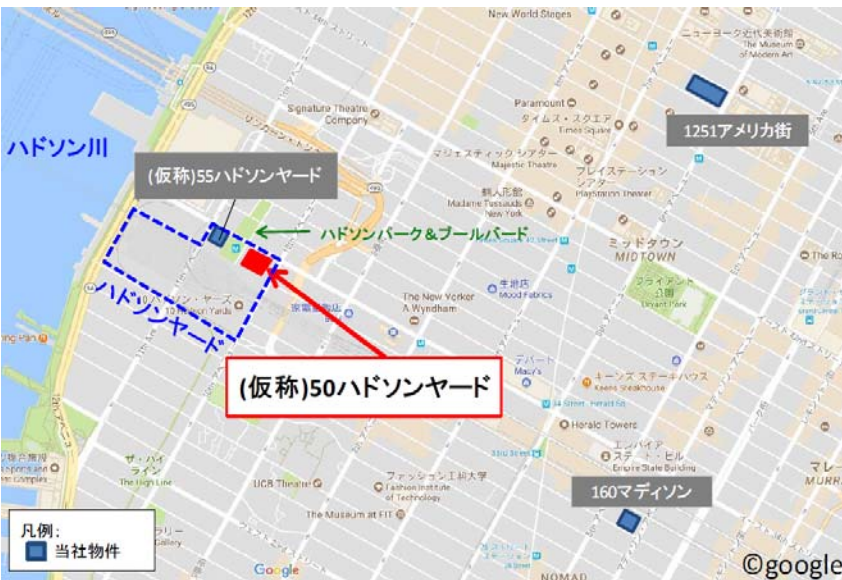 New World Stages
ニューヨーク近代美術館
The Museum
of Modern Art
Signature Theatre
Company
Paramount
タイムズ・スクエア
Times Square
1251アメリカ街
ハドソン川
(仮称)55ハドソンヤード
マジェスティック シアター
Majestic Theatre
プレイステーション
シアター
PlayStation Theater
Madame Tussauds
New York
ハドソンパーク&ブールバード
ミッドタウン
MIDTOWN
ブライアント
公園
Bryant Park
生地店
Mood Fabrics
The New Yorker
A Wyndham
ハドソンヤード
デパート
Macy's
(仮称)50ハドソンヤード
キーンズ ステーキハウス
Keens Steakhouse
Herald Towers
エンパイア
ステート・ビル
Empire State Building
ザ・ハイ
ライン
The High Line
UCB Theatre
ファッション工科大学
Fashion Institute
of Technology
160マディソン
The Museum at FIT
凡例:
当社物件
Gallery
Google
NOMAD
©google